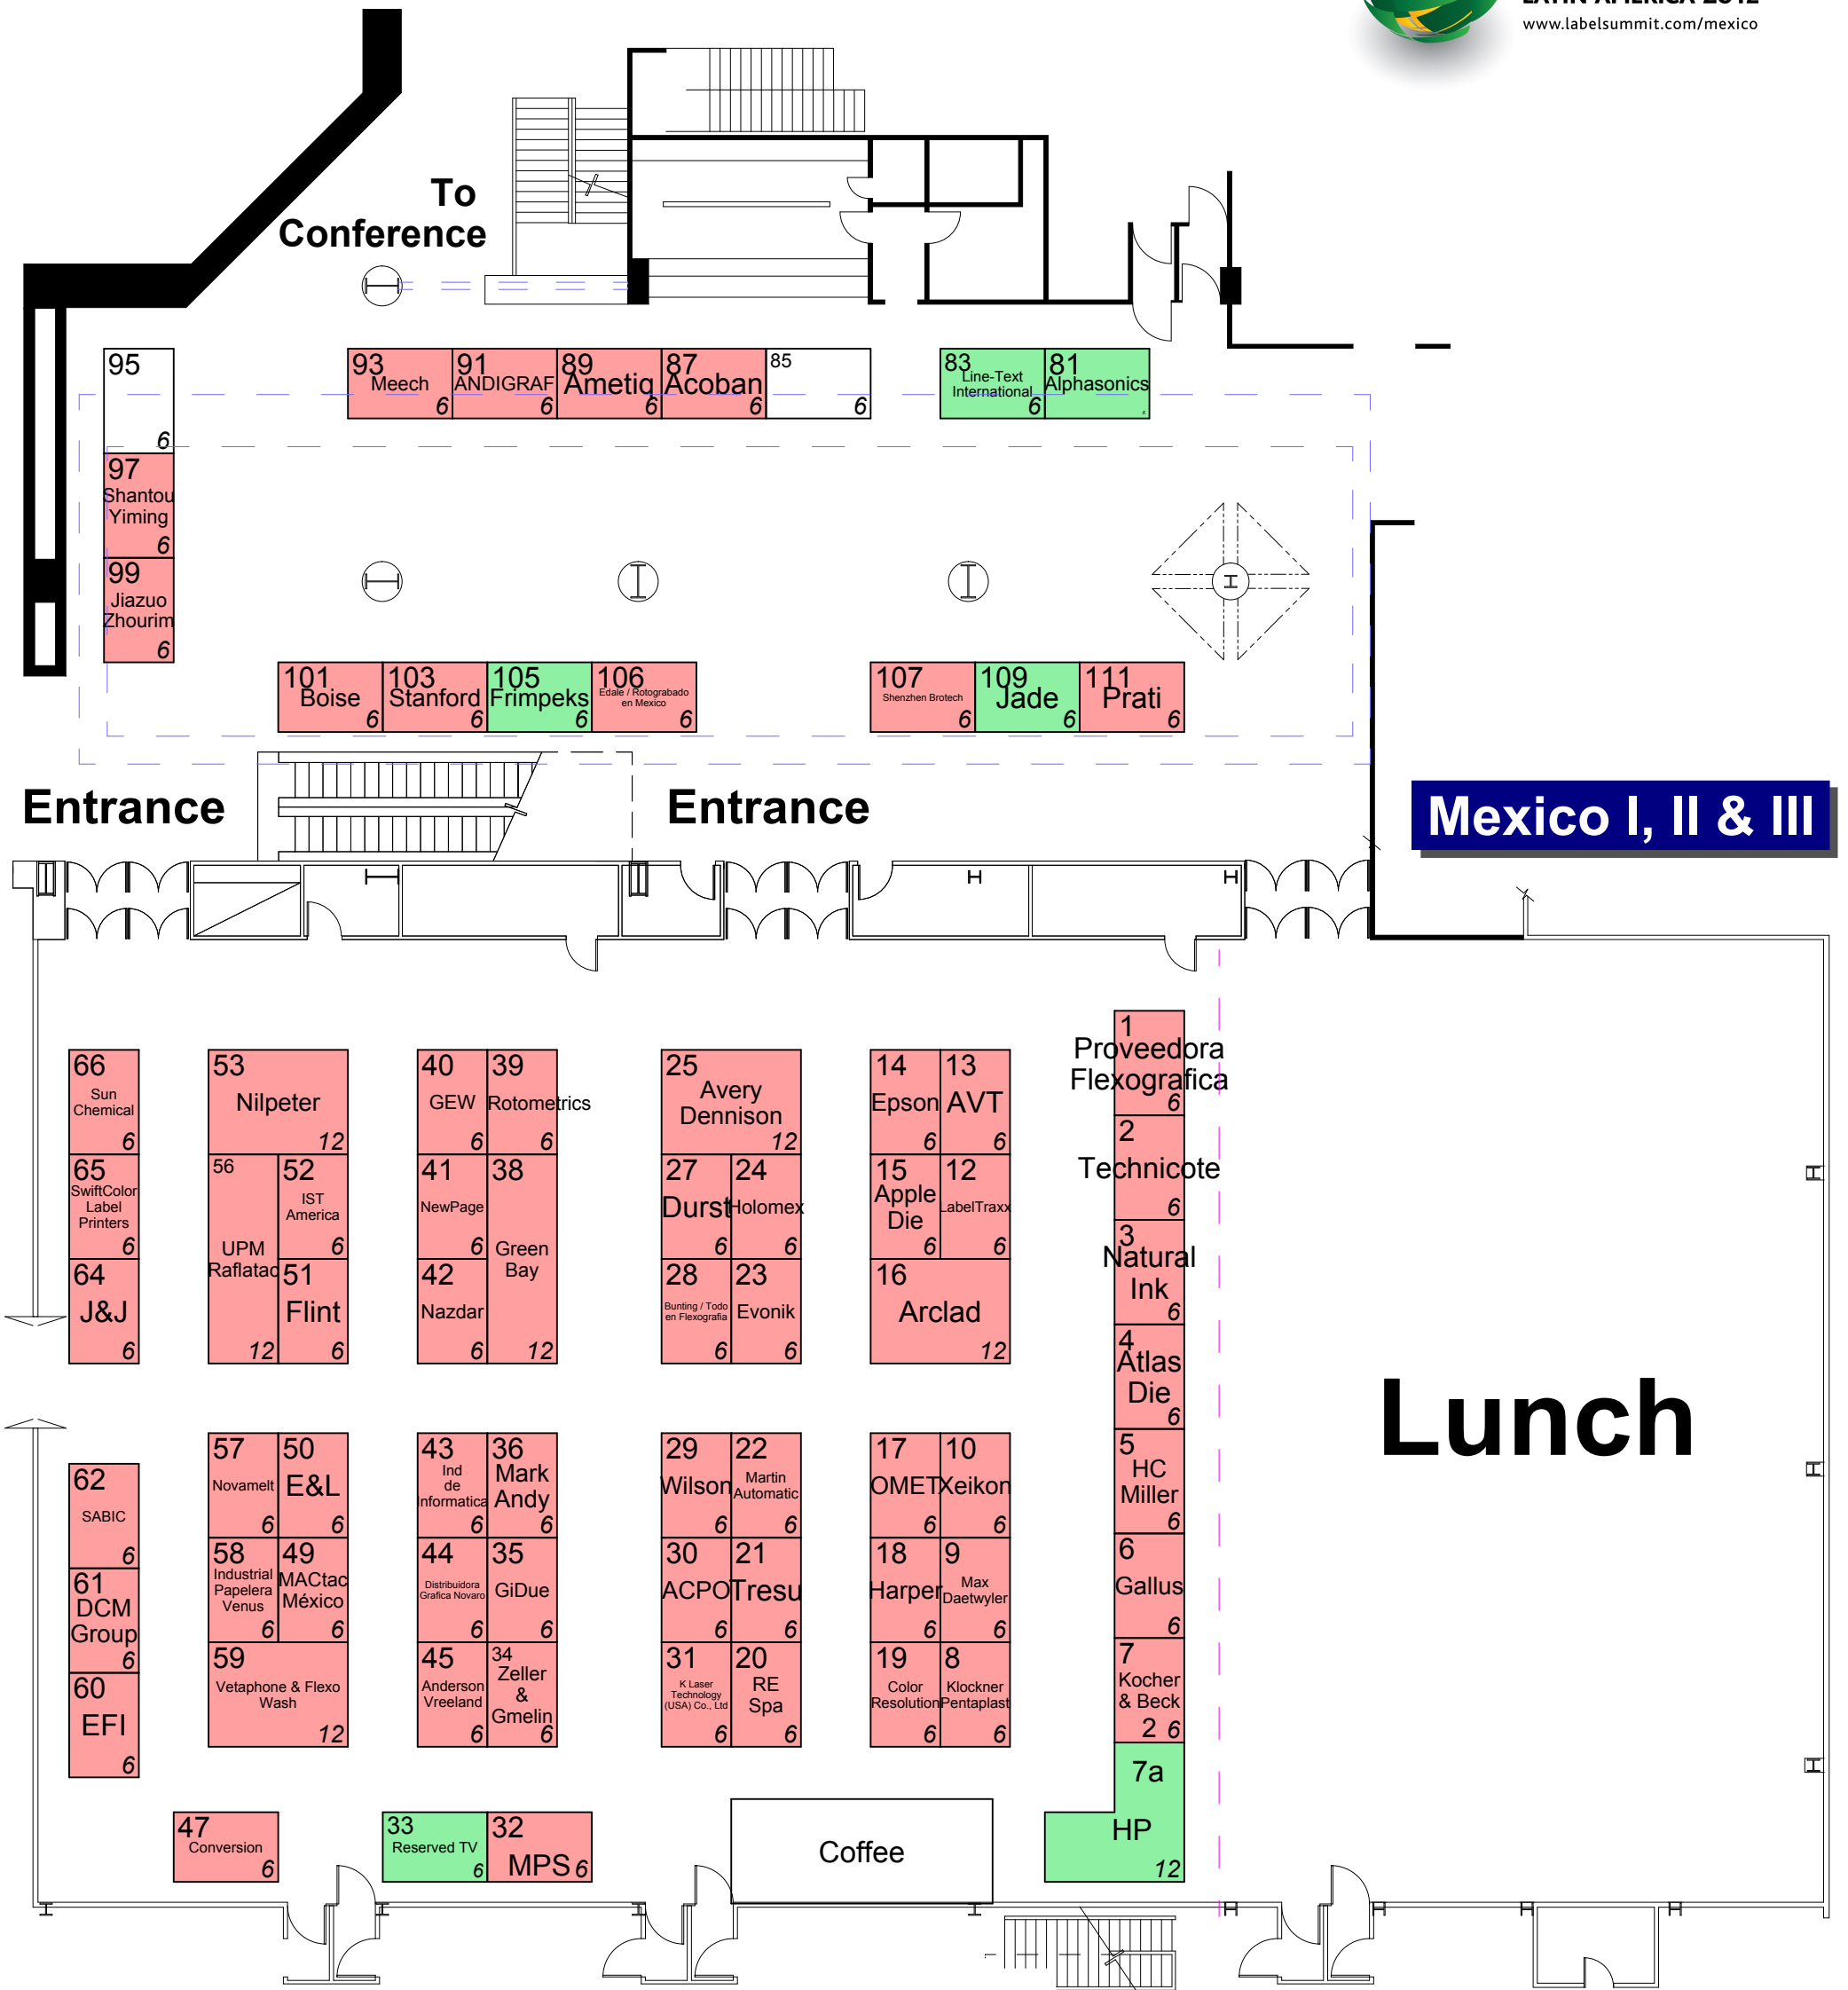 LATIN AMERICA 2012
www.labelsummit.com/mexico
To
Conference
95
6
93
Meech
6
91
ANDIGRAF
6
89
Ametiq
6
87
Acoban
6
85
6
83
Line-Text
International
6
81
Alphasonics
6
97
Shantou
Yiming
6
99
Jiazuo
Zhourim
6
101
Boise
6
103
Stanford
6
105
Frimpeks
6
106
Edale / Rotograbado
en Mexico
6
107
Shenzhen Brotech
6
109
Jade
6
111
Prati
6
Entrance
Entrance
Mexico I, II & III
66
Sun
Chemical
6
65
SwiftColor
Label
Printers
6
64
J&J
6
53
Nilpeter
12
56
UPM
Raflatac
12
52
IST
America
6
51
Flint
6
40
GEW
6
39
Rotometrics
6
41
NewPage
6
38
Green
Bay
12
42
Nazdar
6
25
Avery
Dennison
12
27
Durst
6
24
Holomex
6
28
Bunting / Todo
en Flexografia
6
23
Evonik
6
14
Epson
6
13
AVT
6
15
Apple
Die
6
12
LabelTraxx
6
16
Arclad
12
1
Proveedora
Flexografica
6
2
Technicote
6
3
Natural
Ink
6
4
Atlas
Die
6
5
HC
Miller
6
6
Gallus
6
7
Kocher
& Beck
2 6
7a
HP
12
Lunch
62
SABIC
6
61
DCM
Group
6
60
EFI
6
57
Novamelt
6
50
E&L
6
58
Industrial
Papelera
Venus
6
49
MACtac
México
6
59
Vetaphone & Flexo
Wash
12
43
Ind
de
Informatica
6
36
Mark
Andy
6
44
Distribuidora
Grafica Novaro
6
35
GiDue
6
45
Anderson
Vreeland
6
34
Zeller
&
Gmelin
6
29
Wilson
6
22
Martin
Automatic
6
30
ACPO
6
21
Tresu
6
31
K Laser
Technology
(USA) Co., Ltd
6
20
RE
Spa
6
17
OMET
6
10
Xeikon
6
18
Harper
6
9
Max
Daetwyler
6
19
Color
Resolution
6
8
Klockner
Pentaplast
6
47
Conversion
6
33
Reserved TV
6
32
MPS
6
Coffee